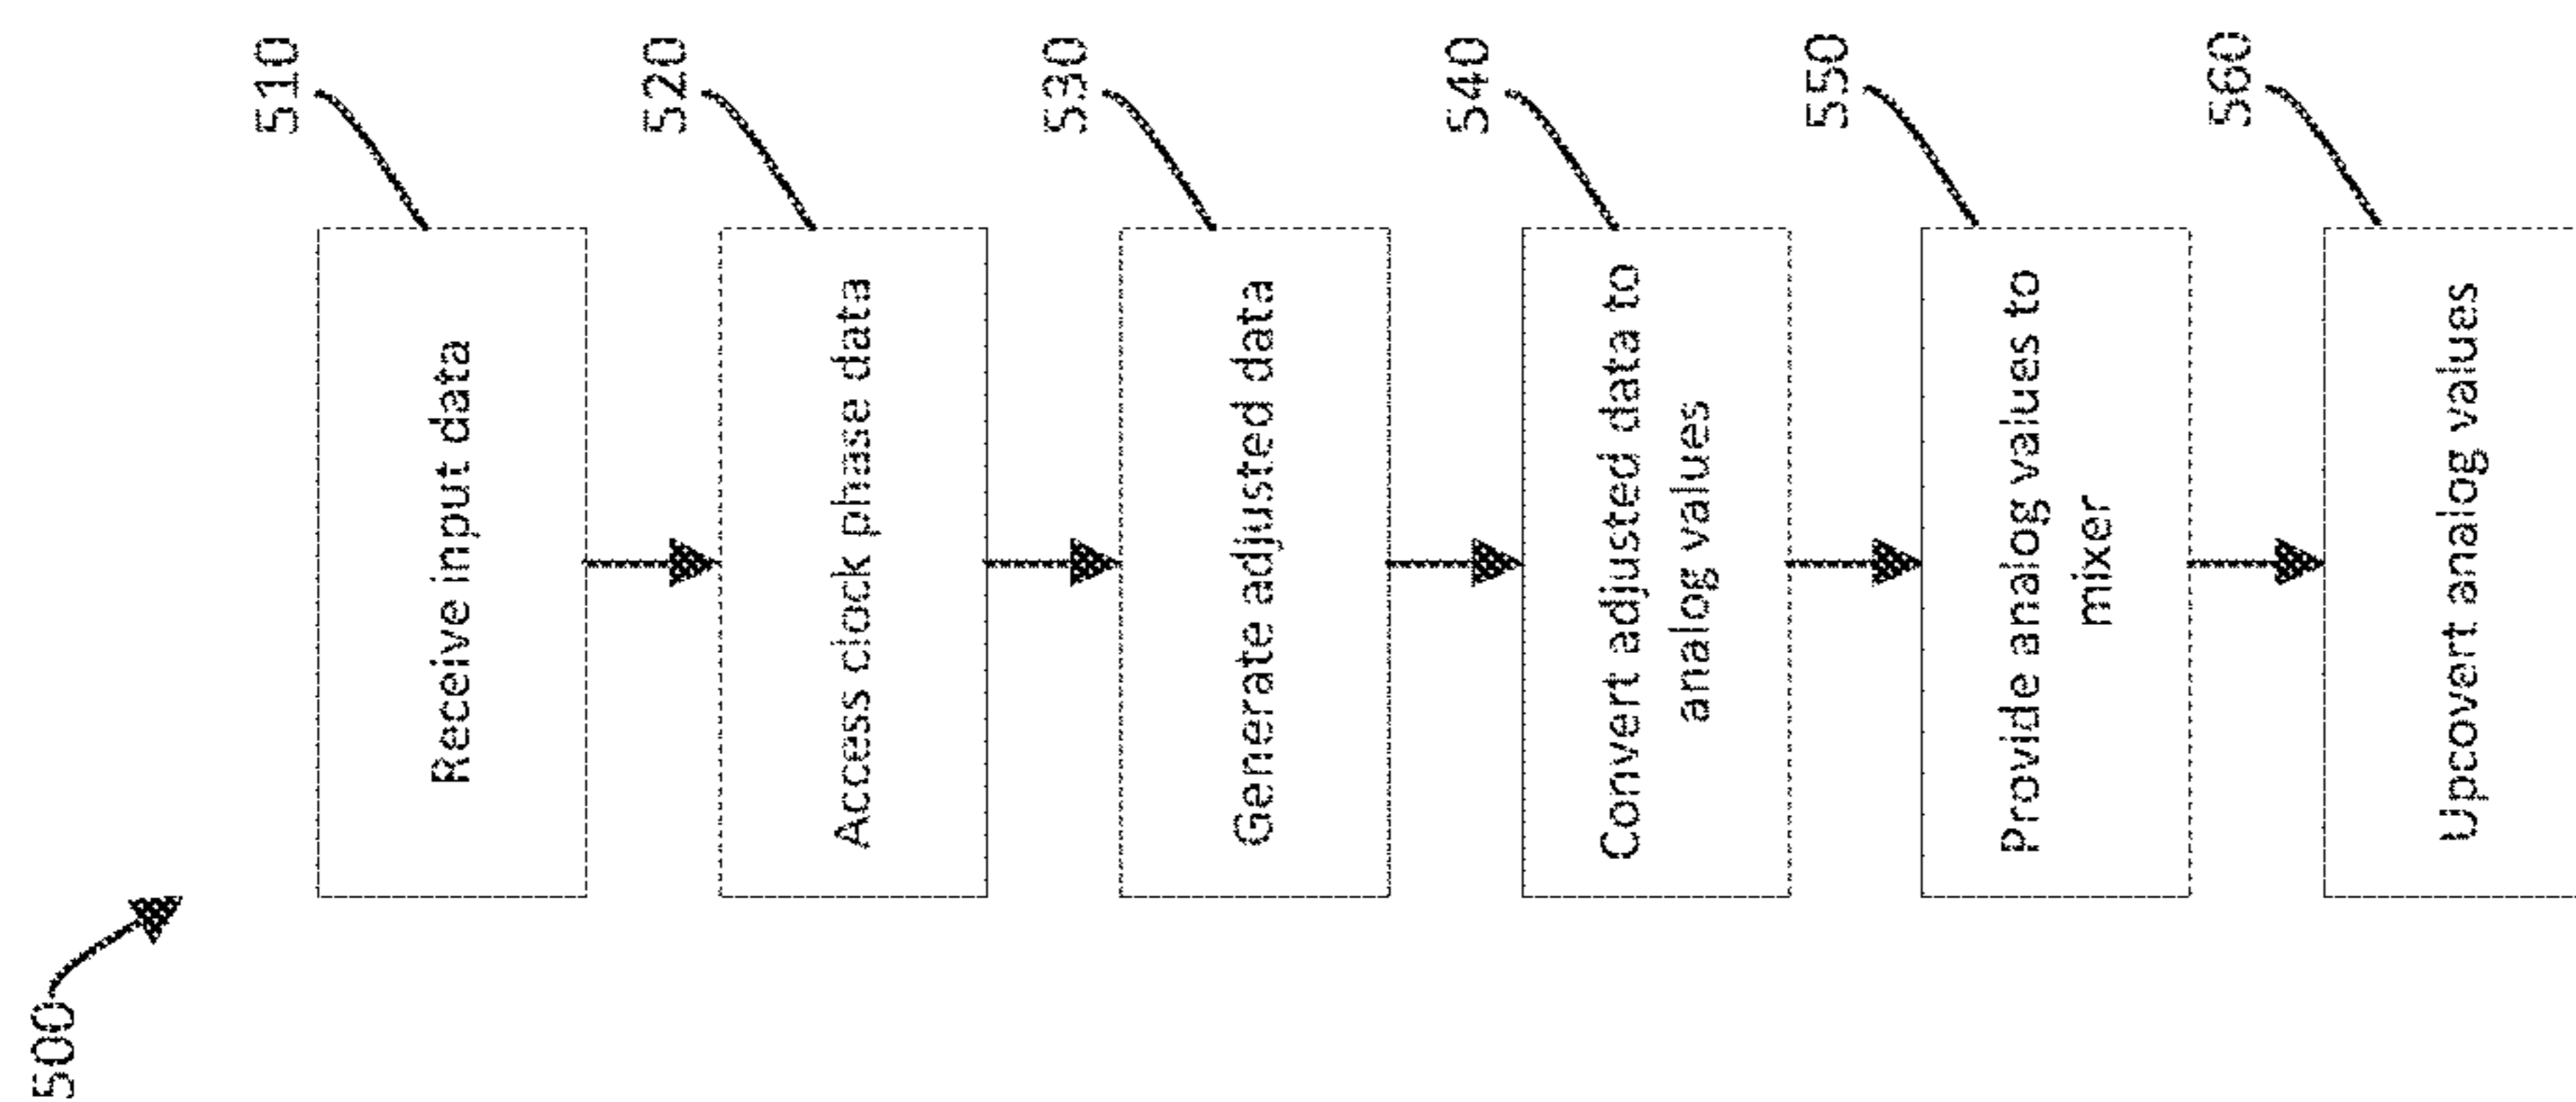 500
510
Receive input data
520
Access clock phase data
530
Generate adjusted data
540
Convert adjusted data to
analog values
550
Provide analog values to
mixer
560
Upcovert analog values